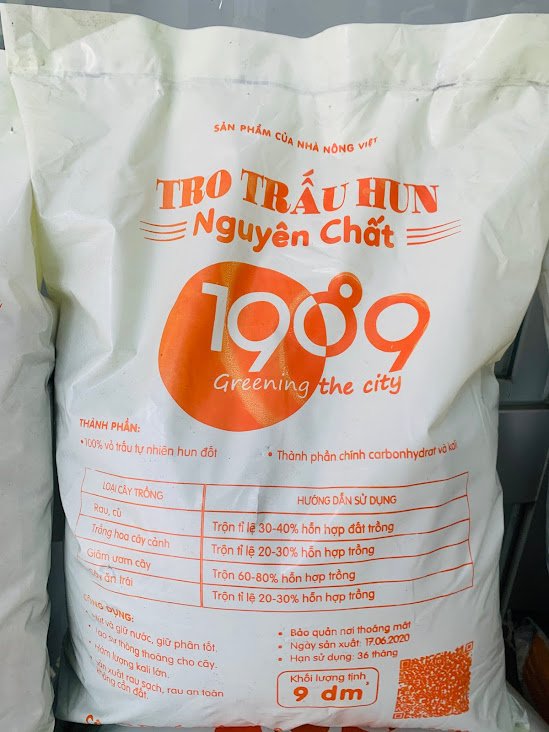 SẢN PHẨM CỦA NHÀ NÔNG VIỆT
TRO TRẤU HUN
Nguyên Chất
1989
Greening the city
THÀNH PHẦN:
• 100% vỏ trấu tự nhiên hun đốt
• Thành phần chính carbonhydrat và kali
LOẠI CÂY TRỒNG
HƯỚNG DẪN SỬ DỤNG
Rau, củ
Trộn tỉ lệ 30-40% hỗn hợp đất trồng
Trồng hoa cây cảnh
Trộn tỉ lệ 20-30% hỗn hợp trồng
Giâm ươm cây
Trộn 60-80% hỗn hợp trồng
ăn trái
Trộn tỉ lệ 20-30% hỗn hợp trồng
CÔNG DỤNG:
và giữ nước, giữ phân tốt.
tạo sự thông thoáng cho cây.
Hàm lượng kali lớn.
xuất rau sạch, rau an toàn
không cần đất.
• Bảo quản nơi thoáng mát
• Ngày sản xuất: 17.06.2020
• Hạn sử dụng: 36 tháng
Khối lượng tịnh
9 dm³